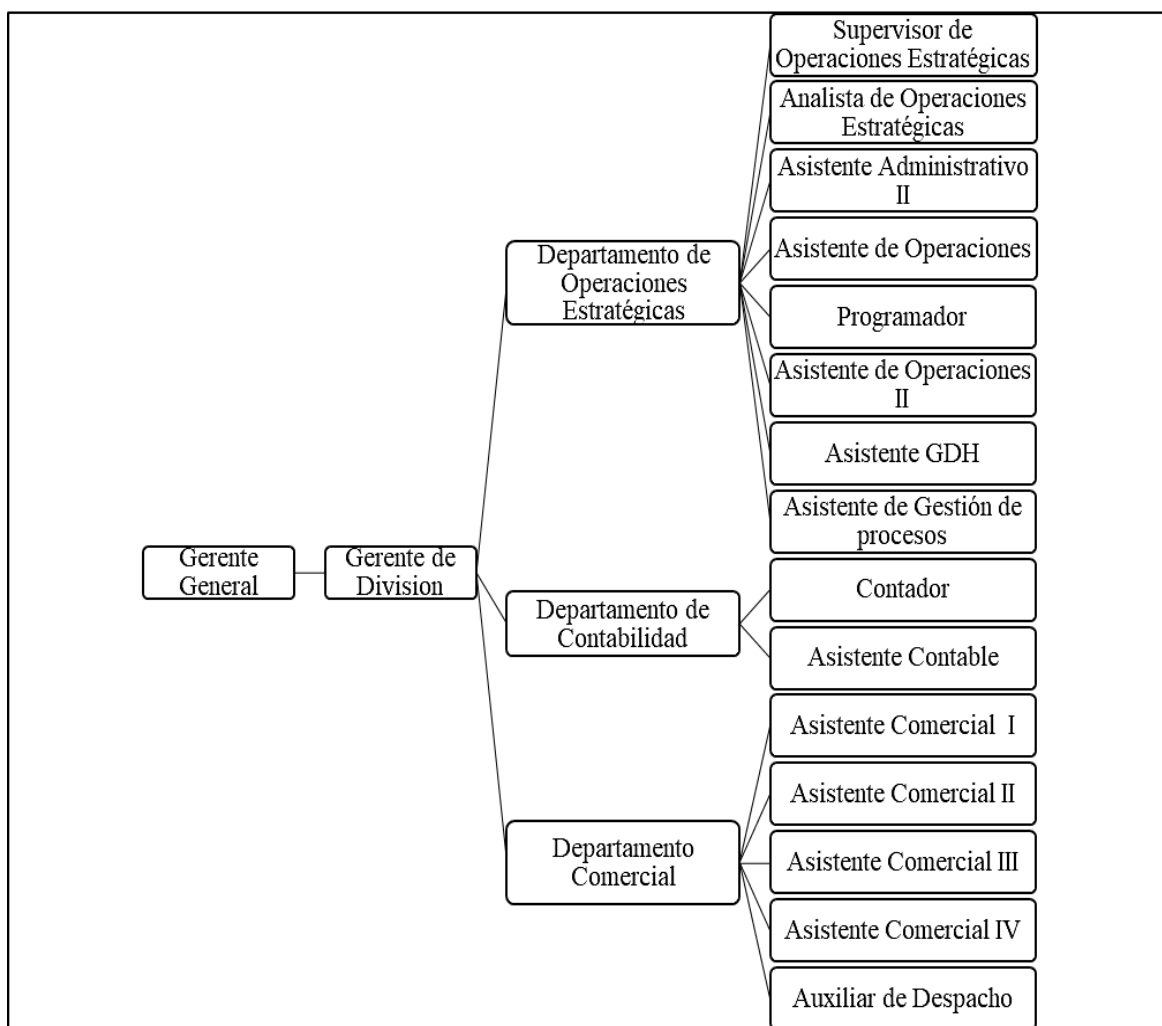 Supervisor de
Operaciones Estratégicas
Analista de Operaciones
Estratégicas
Asistente Administrativo
II
Departamento de
Operaciones
Estratégicas
Asistente de Operaciones
Programador
Asistente de Operaciones
II
Asistente GDH
Asistente de Gestión de
procesos
Gerente
General
Gerente de
Division
Departamento de
Contabilidad
Contador
Asistente Contable
Departamento
Comercial
Asistente Comercial I
Asistente Comercial II
Asistente Comercial III
Asistente Comercial IV
Auxiliar de Despacho